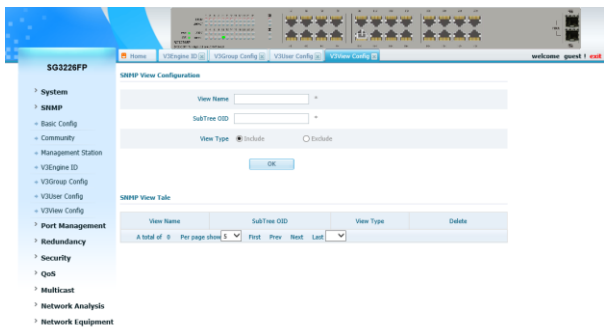 Home V3Engine ID V3Group Config V3User Config V3View Config welcome guest ! exit
SG3226FP
System
SNMP
Basic Config
Community
Management Station
V3Engine ID
V3Group Config
V3User Config
V3View Config
Port Management
Redundancy
Security
QoS
Multicast
Network Analysis
Network Equipment
SNMP View Configuration
View Name *
SubTree OID *
View Type Include Exclude
OK
SNMP View Tale
View Name SubTree OID View Type Delete
A total of 0 Per page show 5 First Prev Next Last